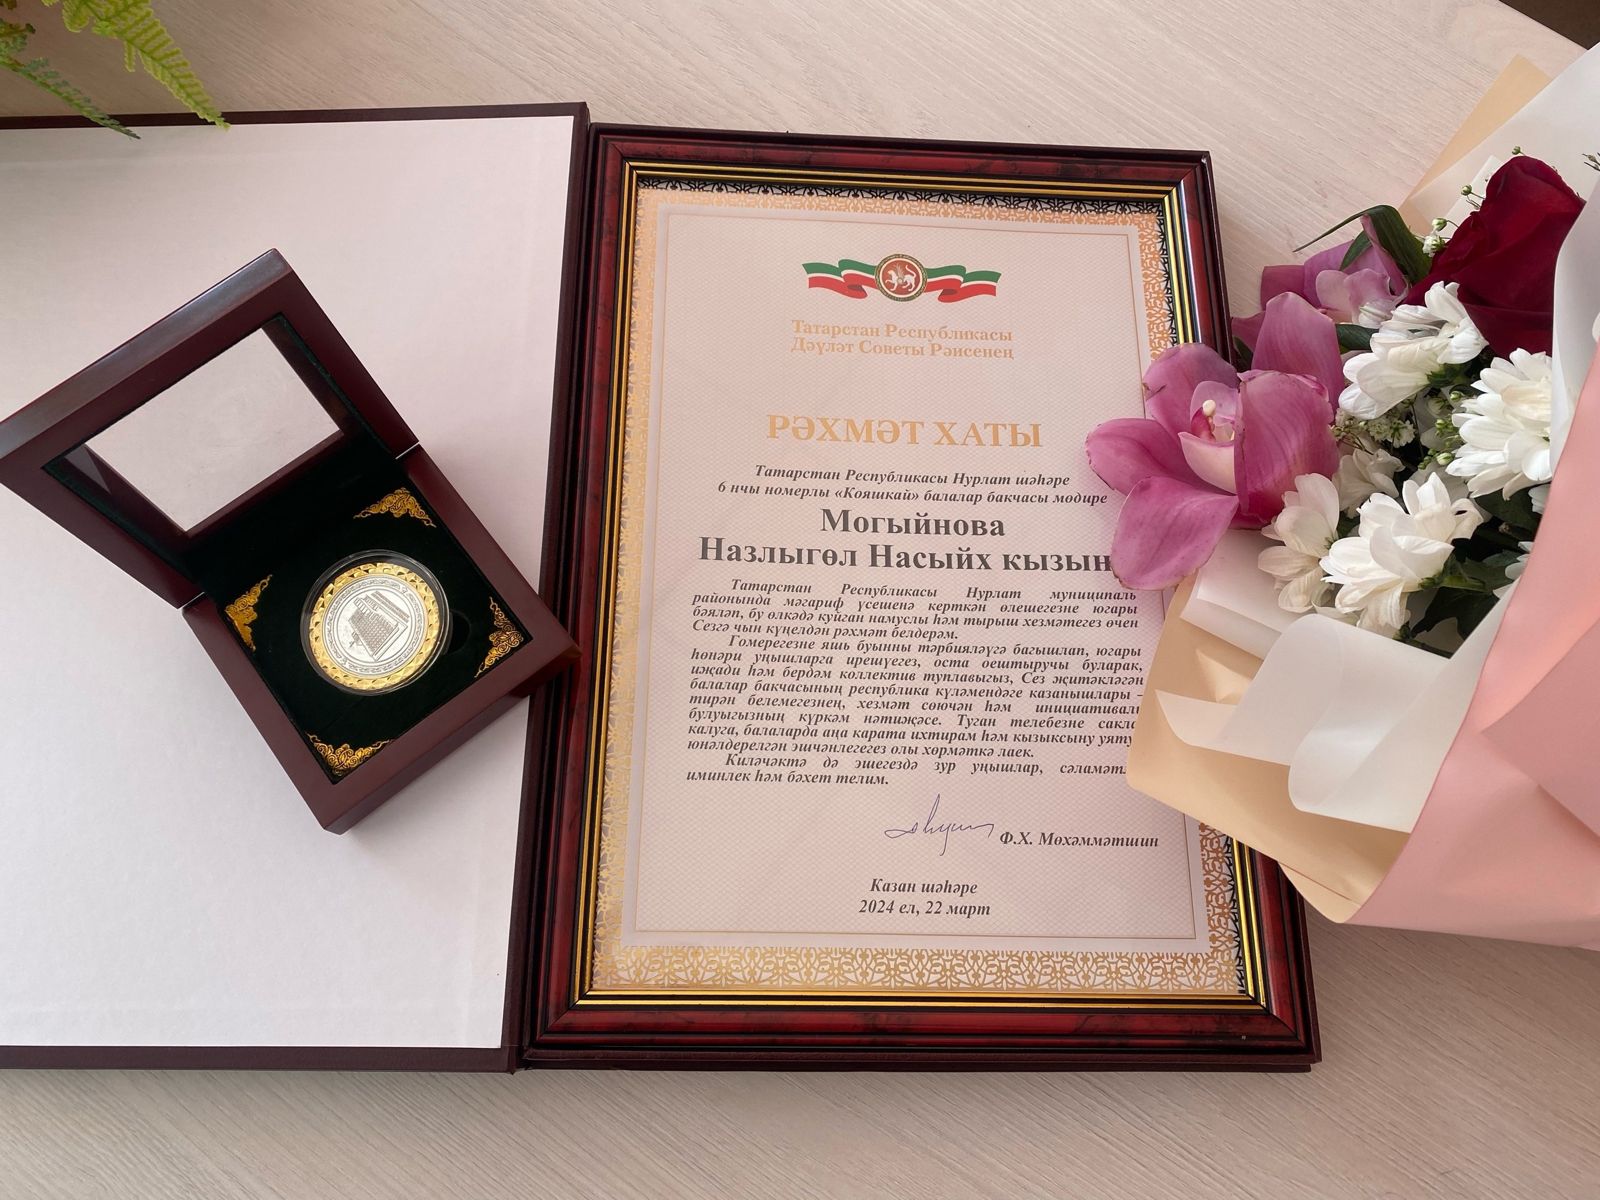 Татарстан Республикасы
Дәүләт Советы Рәисенең
РӘХМӘТ ХАТЫ
Татарстан Республикасы Нурлат шәһәре
6 нчы номерлы «Кояшкай» балалар бакчасы мөдире
Могыйнова
Назлыгөл Насыйх кызын
Татарстан Республикасы Нурлат муниципаль
районында мәгариф үсешенә керткән өлешегезне югары
бәяләп, бу өлкәдә куйган намуслы һәм тырыш хезмәтегез өчен
Сезгә чын күңелдән рәхмәт белдерәм.
Гомерегезне яшь буынны тәрбияләүгә багышлап, югары
һөнәри уңышларга ирешүегез, оста оештыручы буларак,
иҗади һәм бердәм коллектив туплавыгыз, Сез җитәкләгән
балалар бакчасының республика күләмендәге казанышлары –
тирән белемегезнең, хезмәт сөючән һәм инициативалы
булуыгызның күркәм нәтиҗәсе. Туган телебезне сакла
калуга, балаларда аңа карата ихтирам һәм кызыксыну уяту
юнәлдерелгән эшчәнлегегез олы хөрмәткә лаек.
Киләчәктә дә эшегездә зур уңышлар, сәламәт
иминлек һәм бәхет телим.
Ф.Х. Мөхәммәтшин
Казан шәһәре
2024 ел, 22 март